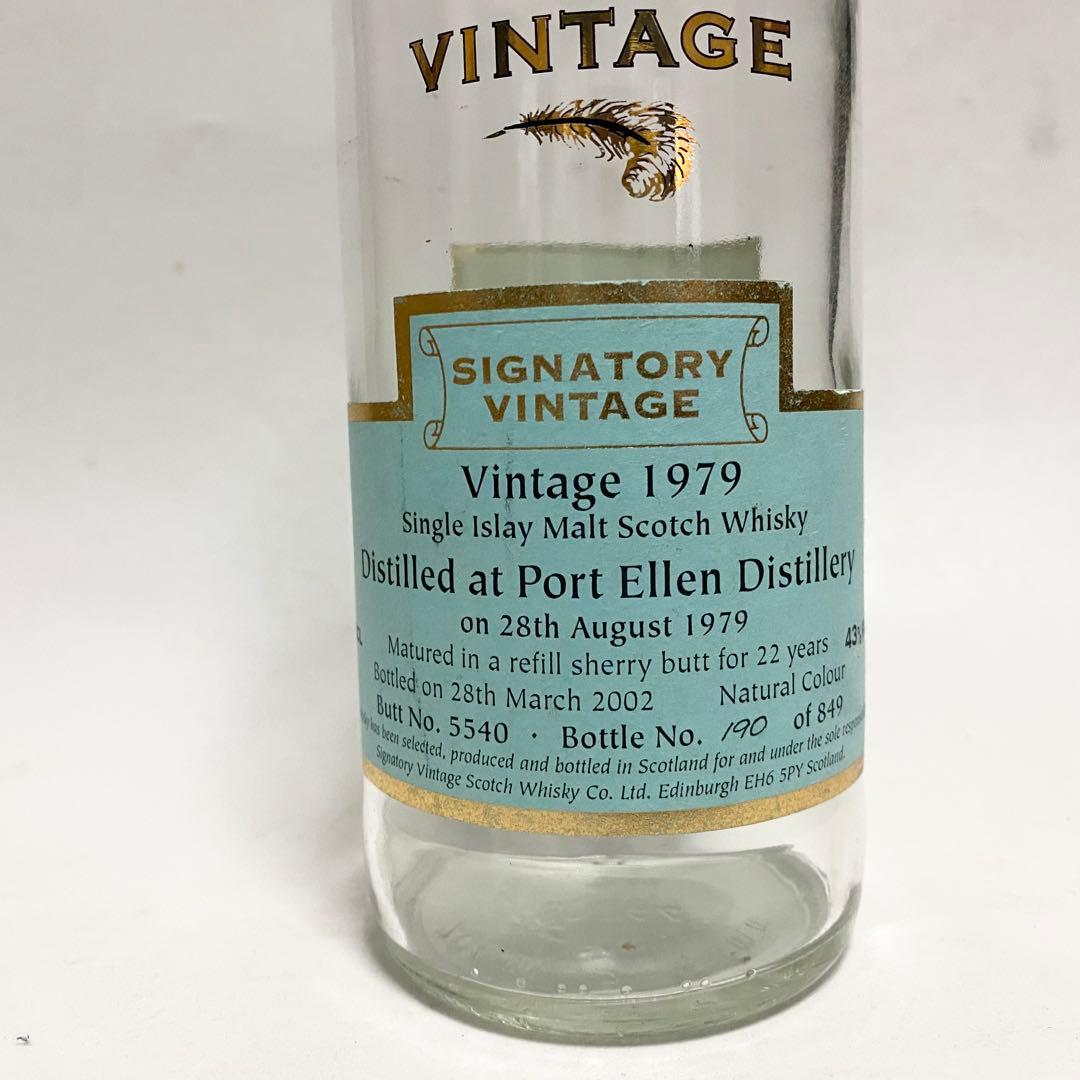 VINTAGE
SIGNATORY
VINTAGE
Vintage 1979
Single Islay Malt Scotch Whisky
Distilled at Port Ellen Distillery
on 28th August 1979
Matured in a refill sherry butt for 22 years 43%
Bottled on 28th March 2002 Natural Colour
Butt No. 5540 · Bottle No. 190 of 849
has been selected, produced and bottled in Scotland for and under the sole
Signatory Vintage Scotch Whisky Co. Ltd. Edinburgh EH6 5PY Scotland.